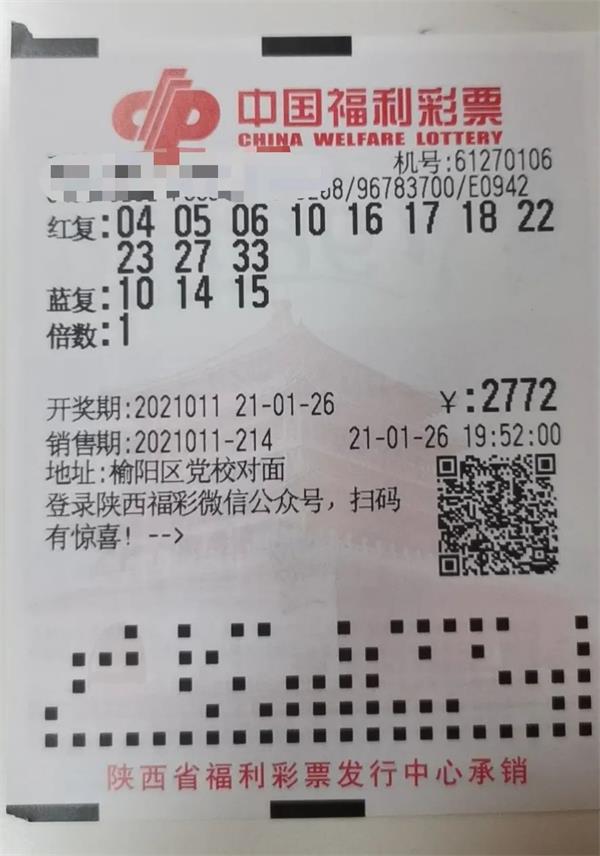 中国福利彩票
CHINA WELFARE LOTTERY
机号:61270106
/96783700/E0942
红复:04 05 06 10 16 17 18 22
23 27 33
蓝复:10 14 15
倍数:1
开奖期:2021011 21-01-26 ¥:2772
销售期:2021011-214 21-01-26 19:52:00
地址:榆阳区党校对面
登录陕西福彩微信公众号，扫码
有惊喜! -->
陕西省福利彩票发行中心承销